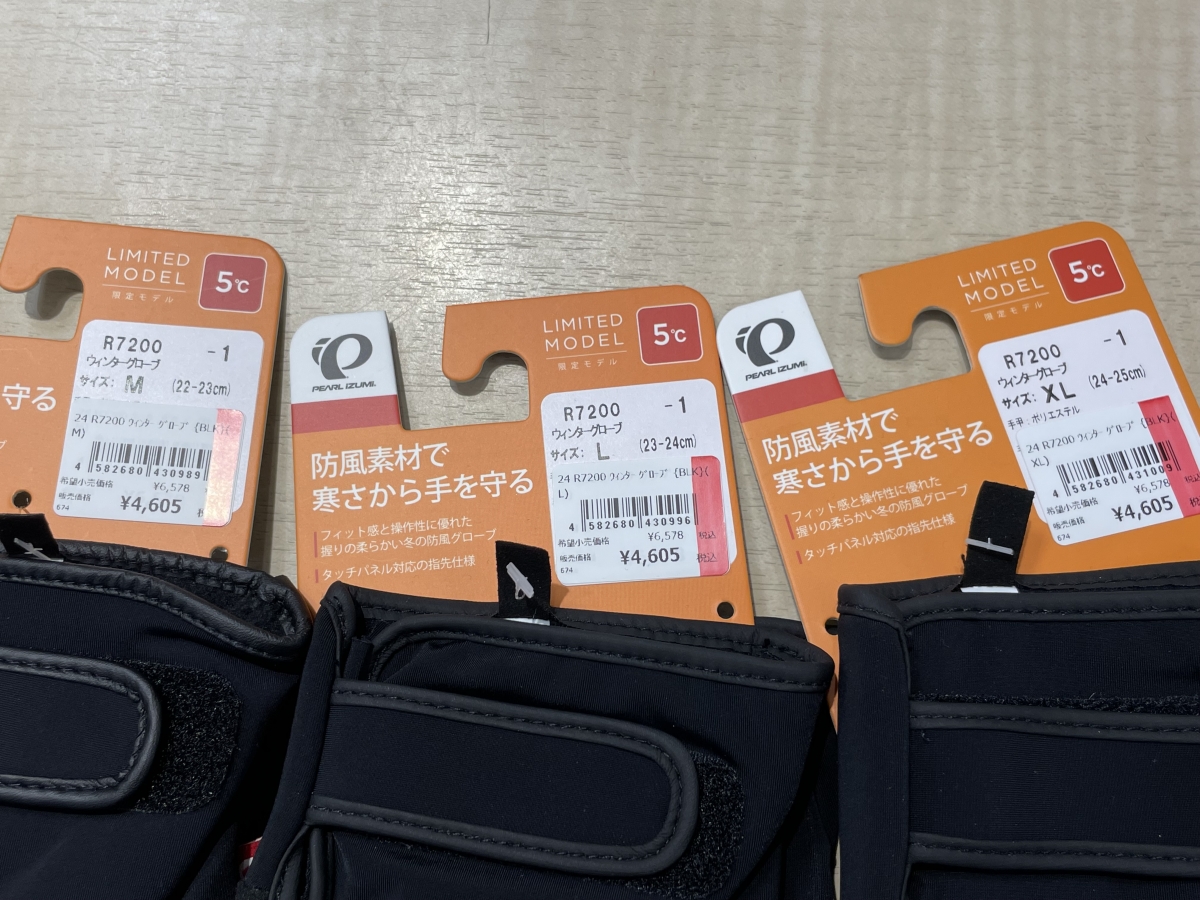 LIMITED
MODEL
限定モデル
5℃
R7200 -1
ウィンターグローブ
サイズ: M (22-23cm)
24 R7200 ウィンターグローブ (BLK)(
M)
4 582680 430989
希望小売価格 ¥6,578
販売価格 ¥4,605
674
守る
PEARL IZUMI
LIMITED
MODEL
限定モデル
5℃
R7200 -1
ウィンターグローブ
サイズ: L (23-24cm)
24 R7200 ウィンターグローブ (BLK)(
L)
4 582680 430996
希望小売価格 ¥6,578
販売価格 ¥4,605 税込
674
防風素材で
寒さから手を守る
フィット感と操作性に優れた
握りの柔らかい冬の防風グローブ
タッチパネル対応の指先仕様
PEARL IZUMI
LIMITED
MODEL
限定モデル
5℃
R7200 -1
ウィンターグローブ
サイズ: XL (24-25cm)
手甲:ポリエステル
24 R7200 ウィンターグローブ (BLK)(
XL)
4 582680 431009
希望小売価格 ¥6,578
販売価格 ¥4,605
674
防風素材で
寒さから手を守る
フィット感と操作性に優れた
握りの柔らかい冬の防風グローブ
タッチパネル対応の指先仕様